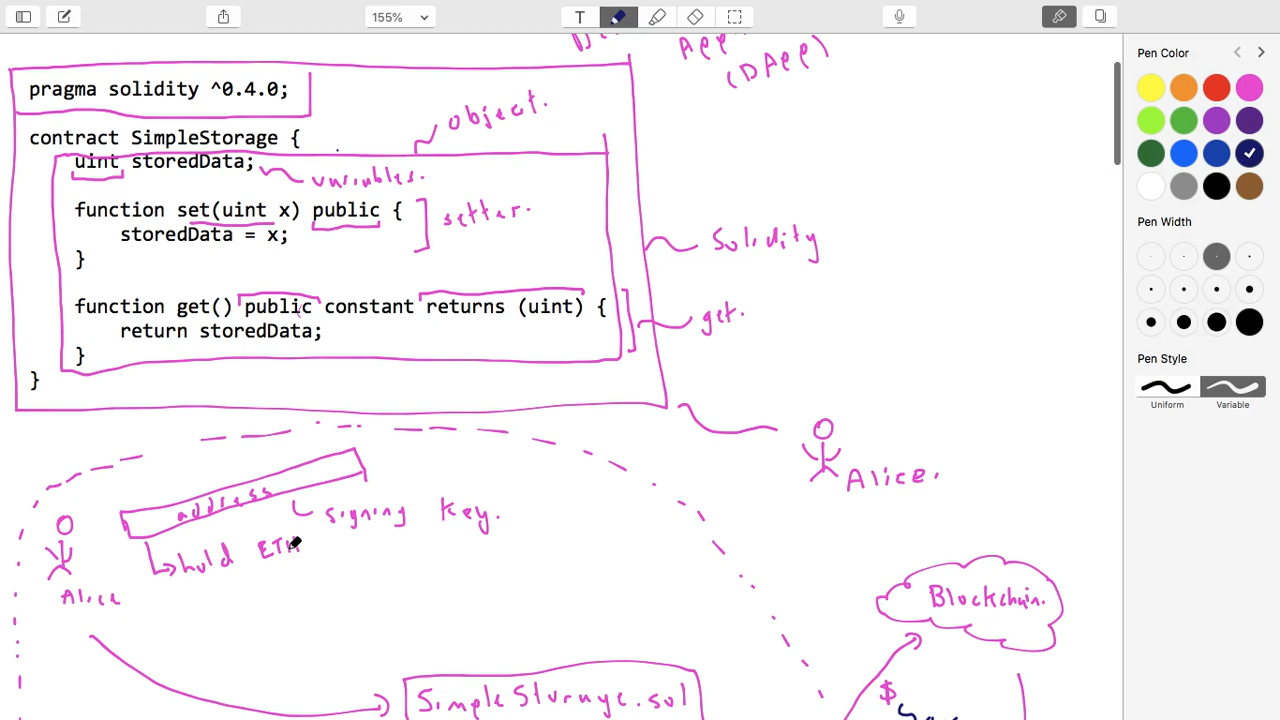 155%
T
App
(DApp)
Pen Color
pragma solidity ^0.4.0;
object.
contract SimpleStorage {
uint storedData;
variables.
function set(uint x) public {
setter.
storedData = x;
}
Solidity
Pen Width
function get() public constant returns (uint) {
get.
return storedData;
}
}
Pen Style
Uniform
Variable
Alice.
address
signing key.
hold ETH
Alice
Blockchain.
SimpleSturnye.sol
$